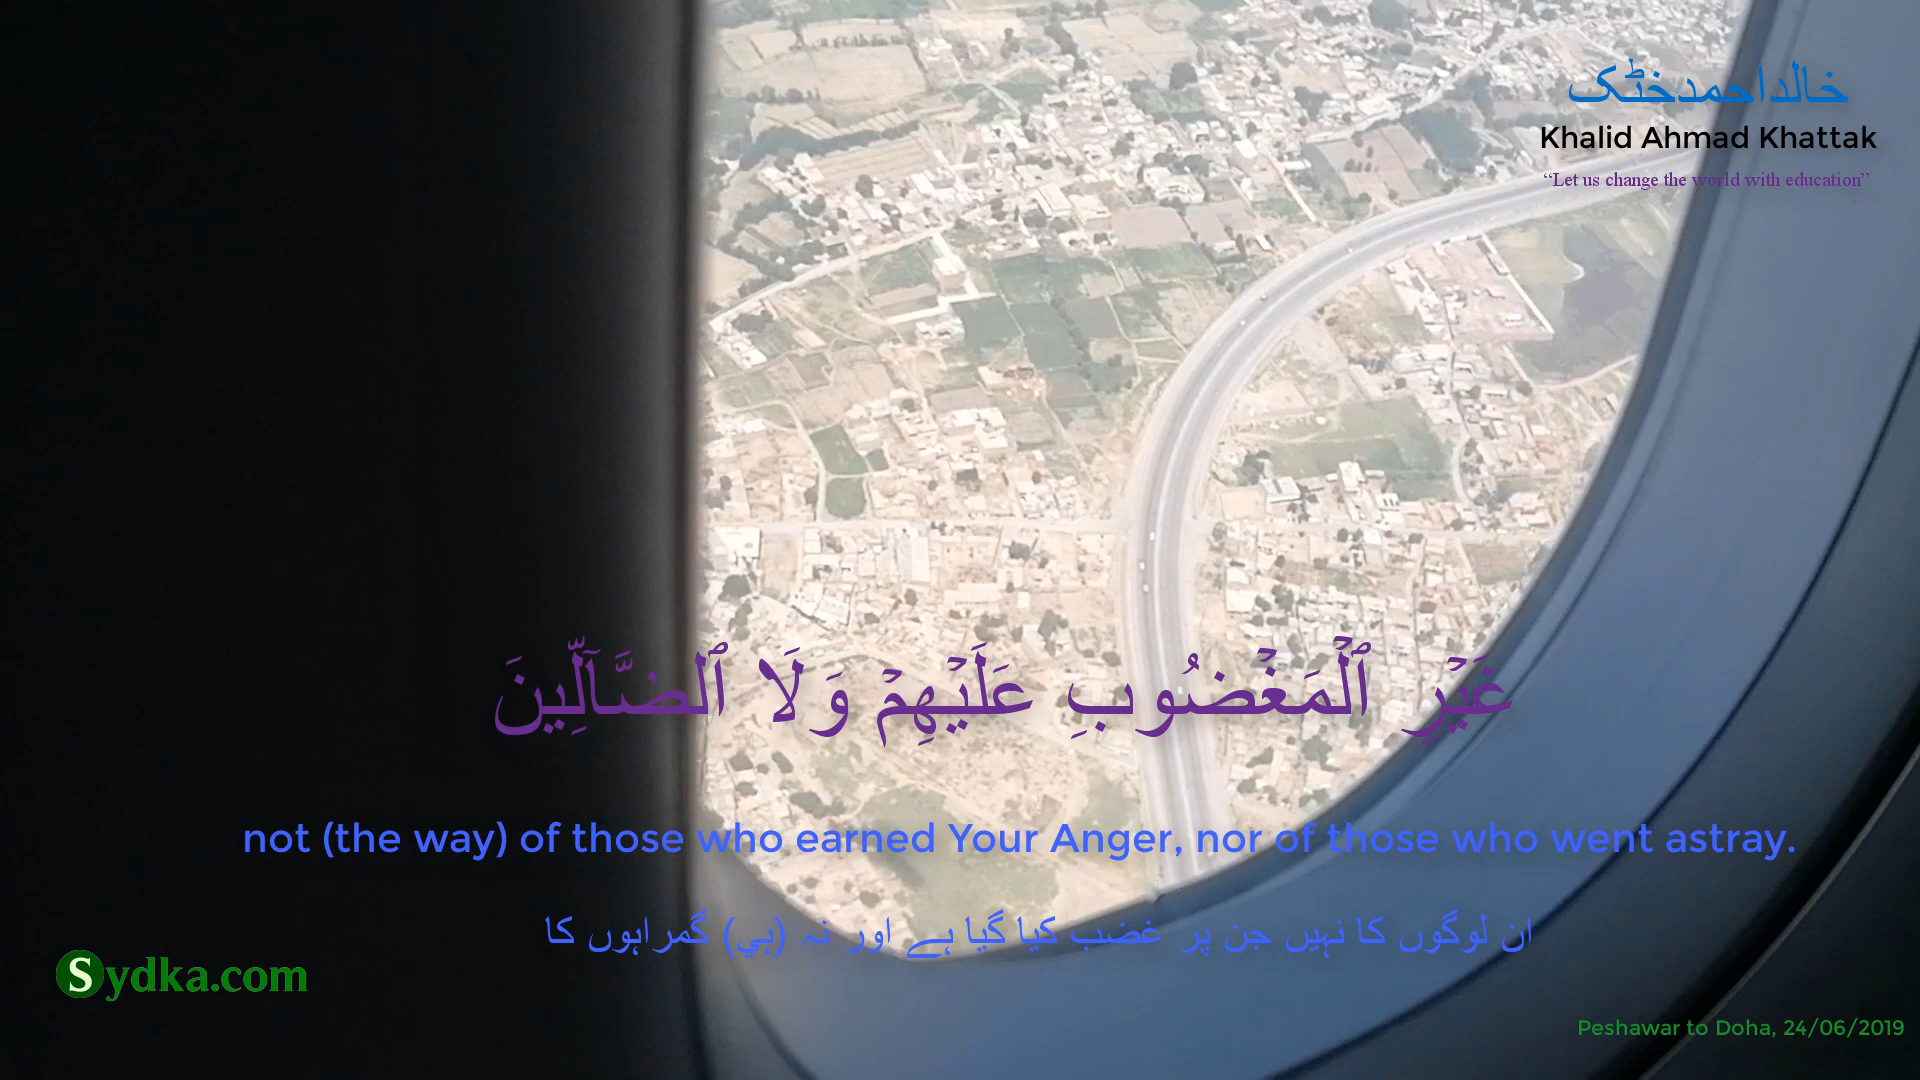 خالداحمدخٹک
Khalid Ahmad Khattak
“Let us change the world with education”
غَيْرِ ٱلْمَغْضُوبِ عَلَيْهِمْ وَلَا ٱلضَّآلِّينَ
not (the way) of those who earned Your Anger, nor of those who went astray.
ان لوگوں کا نہیں جن پر غضب کیا گیا ہے اور نہ (ہي) گمراہوں کا
Sydka.com
Peshawar to Doha, 24/06/2019